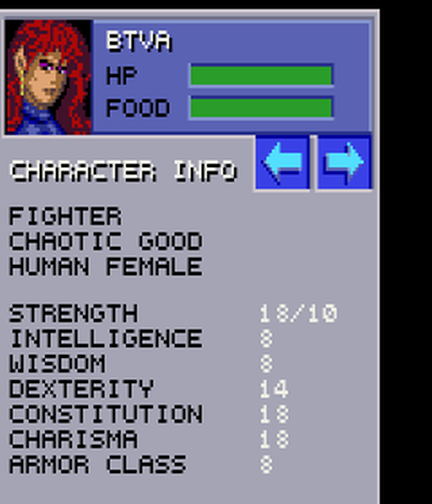 BTVA
HP
FOOD
CHARACTER INFO
FIGHTER
CHAOTIC GOOD
HUMAN FEMALE
STRENGTH 18/10
INTELLIGENCE 8
WISDOM 8
DEXTERITY 14
CONSTITUTION 18
CHARISMA 18
ARMOR CLASS 8